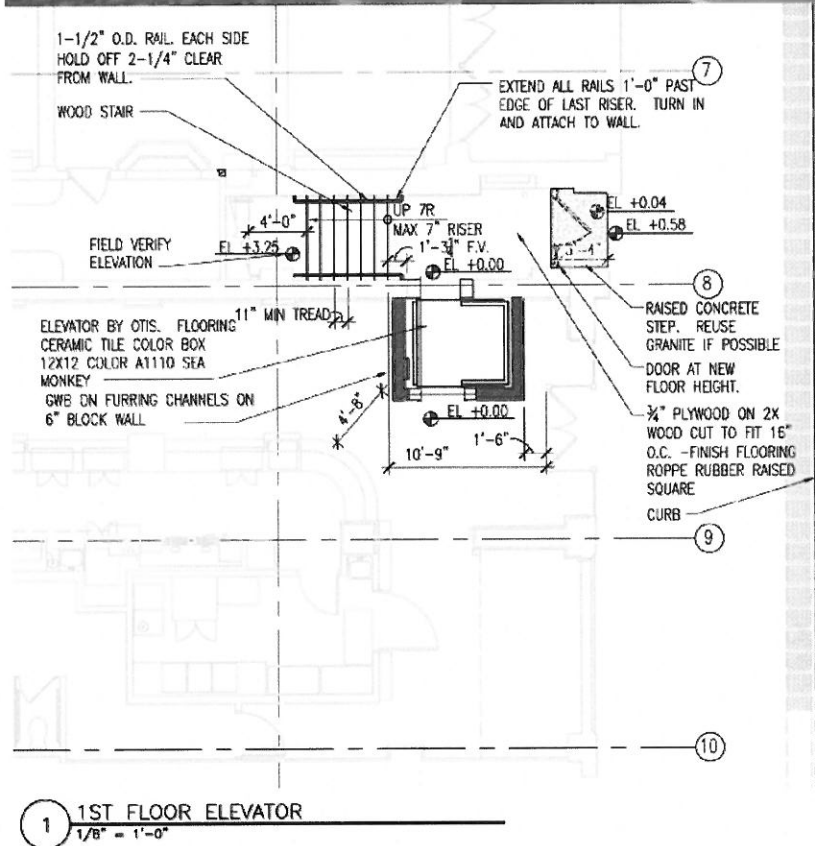 1-1/2" O.D. RAIL. EACH SIDE
HOLD OFF 2-1/4" CLEAR
FROM WALL.
WOOD STAIR
7
EXTEND ALL RAILS 1'-0" PAST
EDGE OF LAST RISER. TURN IN
AND ATTACH TO WALL.
4'-0"
UP 7R
MAX 7" RISER
1'-3¾" F.V.
EL +0.04
EL +0.58
FIELD VERIFY
ELEVATION
EL +3.25
EL +0.00
8
11" MIN TREAD
ELEVATOR BY OTIS. FLOORING
CERAMIC TILE COLOR BOX
12X12 COLOR A1110 SEA
MONKEY
GWB ON FURRING CHANNELS ON
6" BLOCK WALL
4'-8"
EL +0.00
10'-9"
1'-6"
RAISED CONCRETE
STEP. REUSE
GRANITE IF POSSIBLE
DOOR AT NEW
FLOOR HEIGHT.
¾" PLYWOOD ON 2X
WOOD CUT TO FIT 16"
O.C. -FINISH FLOORING
ROPPE RUBBER RAISED
SQUARE
CURB
9
10
1
1ST FLOOR ELEVATOR
1/8" = 1'-0"